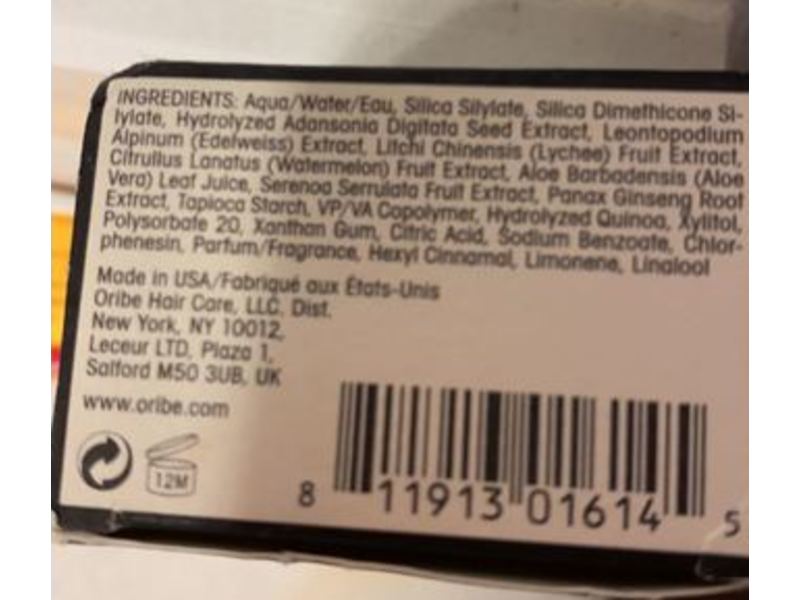 INGREDIENTS: Aqua/Water/Eau, Silica Silylate, Silica Dimethicone Si-
lylate, Hydrolyzed Adansonia Digitata Seed Extract, Leontopodium
Alpinum (Edelweiss) Extract, Litchi Chinensis (Lychee) Fruit Extract,
Citrullus Lanatus (Watermelon) Fruit Extract, Aloe Barbadensis (Aloe
Vera) Leaf Juice, Serenoa Serrulata Fruit Extract, Panax Ginseng Root
Extract, Tapioca Starch, VP/VA Copolymer, Hydrolyzed Quinoa, Xylitol,
Polysorbate 20, Xanthan Gum, Citric Acid, Sodium Benzoate, Chlor-
phenesin, Parfum/Fragrance, Hexyl Cinnamal, Limonene, Linalool
Made in USA/Fabriqué aux États-Unis
Oribe Hair Care, LLC, Dist.
New York, NY 10012,
Leceur LTD, Plaza 1,
Salford M50 3UB, UK
www.oribe.com
12M
8 11913 01614 5